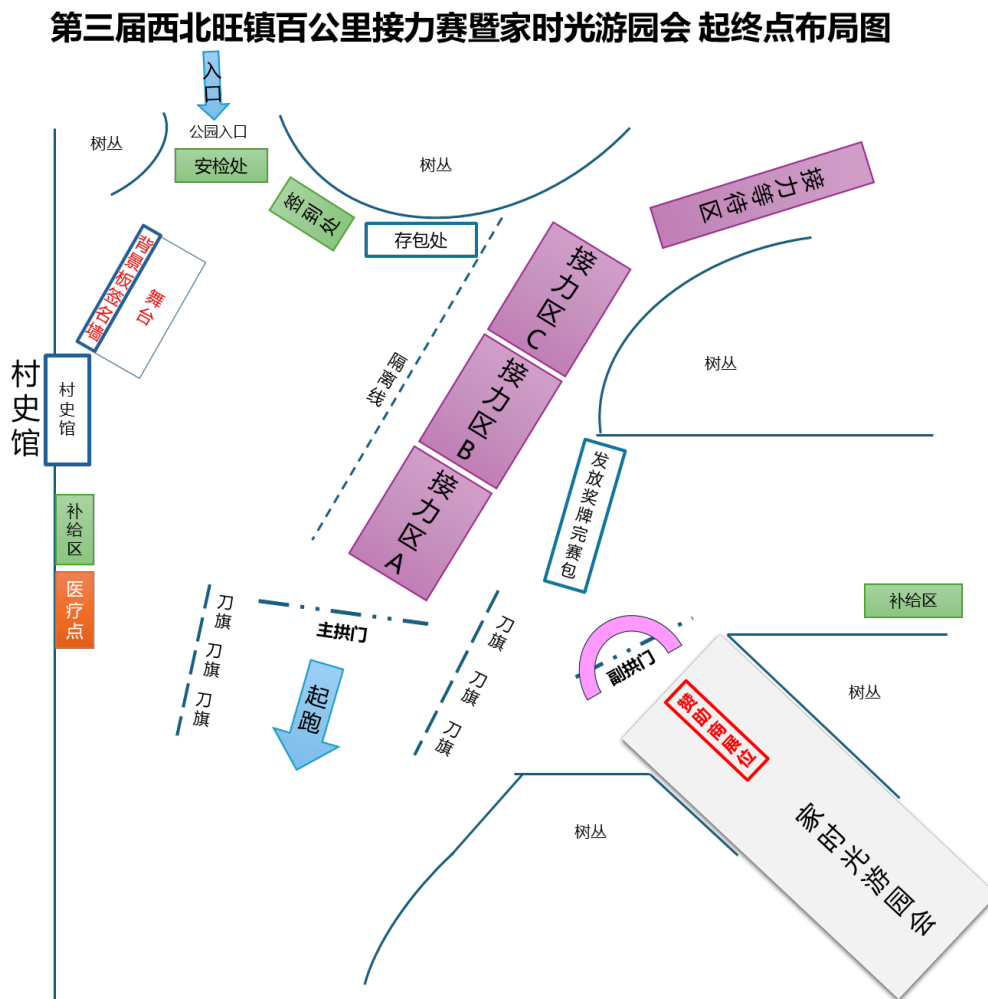 第三届西北旺镇百公里接力赛暨家时光游园会 起终点布局图
入口
公园入口
树丛
安检处
树丛
签到处
存包处
接力等待区
背景板签名墙
舞台
隔离线
接力区C
接力区B
接力区A
树丛
村史馆
村史馆
发放奖牌完赛包
补给区
医疗点
补给区
刀旗
刀旗
刀旗
主拱门
起跑
刀旗
刀旗
刀旗
副拱门
树丛
赞助商展位
家时光游园会
树丛